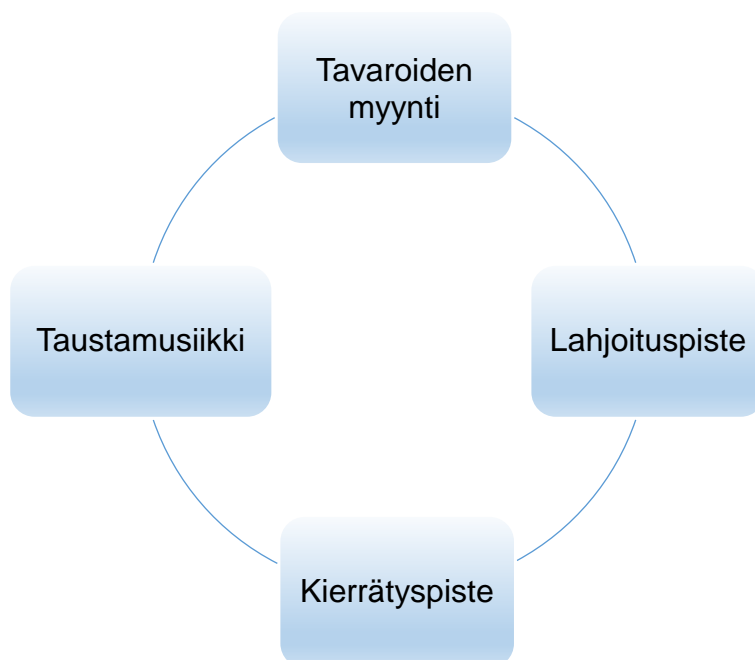 Tavaroiden
myynti
Taustamusiikki
Lahjoituspiste
Kierrätyspiste